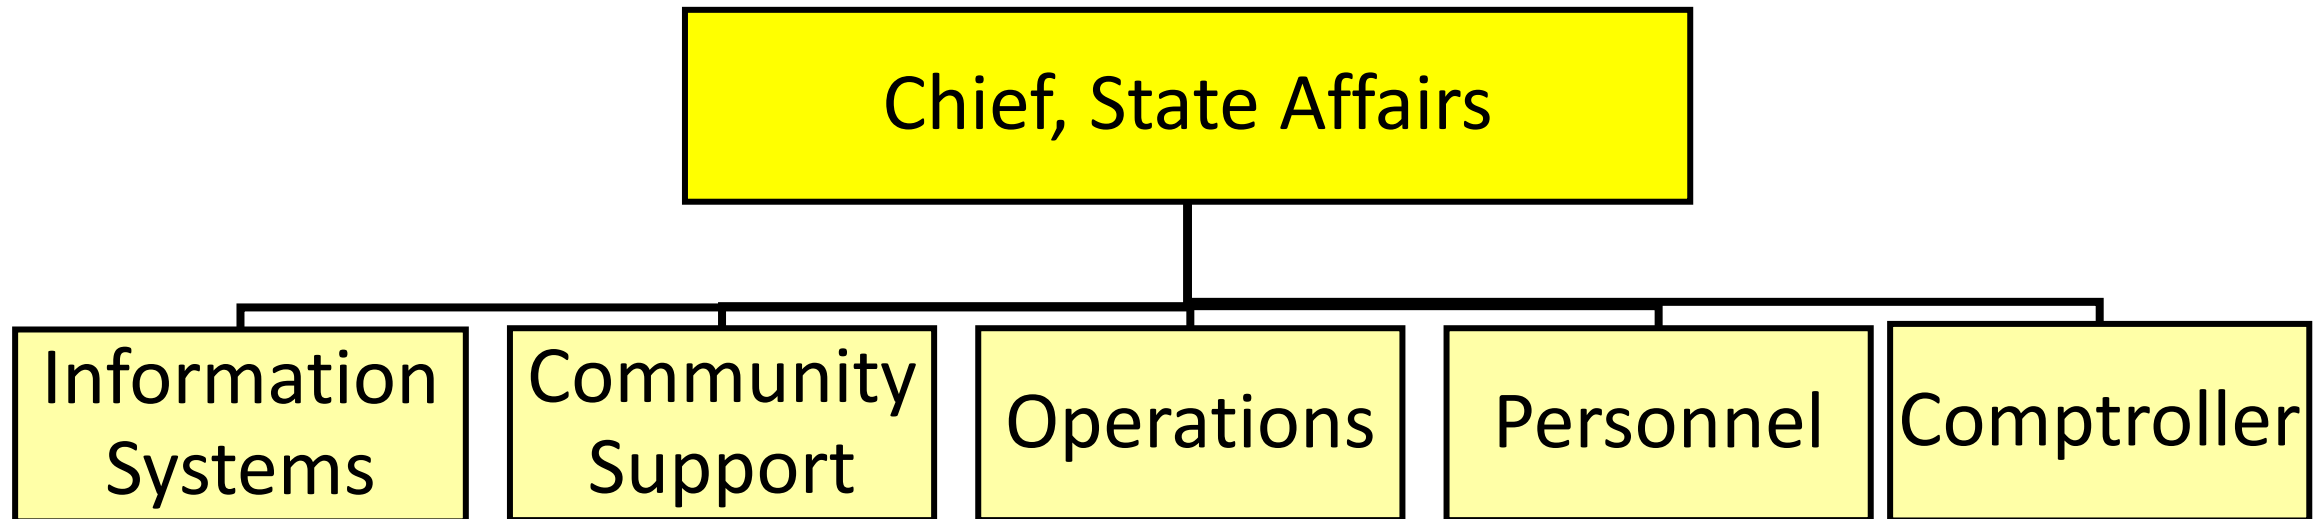 Chief, State Affairs
Information
Systems
Community
Support
Operations
Personnel
Comptroller